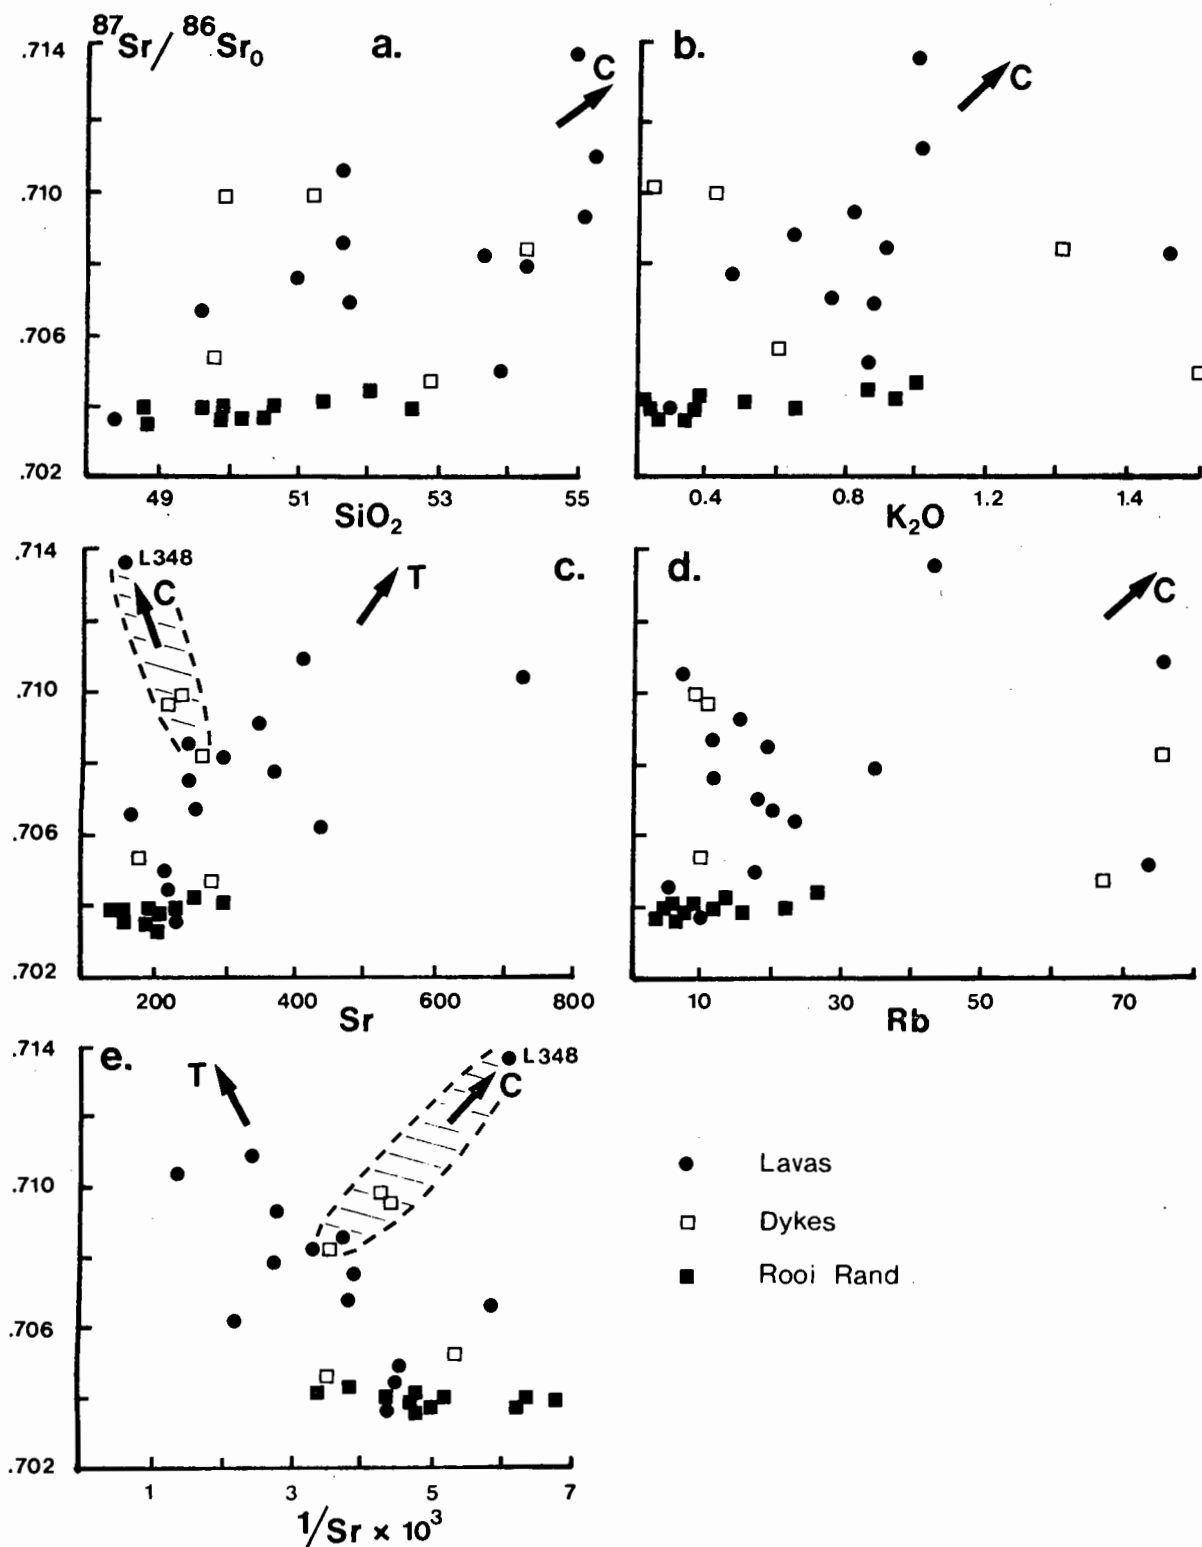 87Sr/ 86Sr0
a.
.714
.710
.706
.702
C
49
51
53
55
SiO2
b.
C
0.4
0.8
1.2
1.4
K2O
.714
.710
.706
.702
L348
C
T
c.
200
400
600
800
Sr
d.
C
10
30
50
70
Rb
e.
.714
.710
.706
.702
T
L348
C
1
3
5
7
1/Sr × 10³
Lavas
Dykes
Rooi Rand